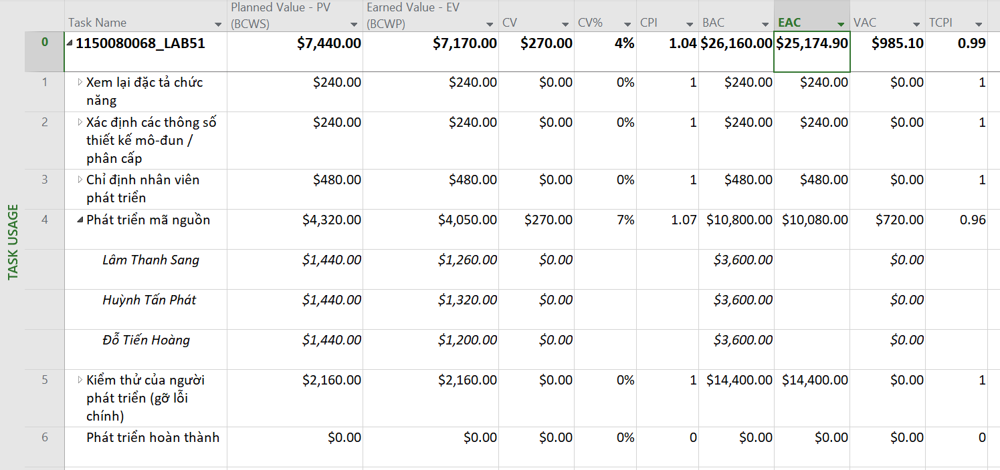 Planned Value - PV Earned Value - EV
Task Name (BCWS) (BCWP) CV CV% CPI BAC EAC VAC TCPI
0 1150080068_LAB51 $7,440.00 $7,170.00 $270.00 4% 1.04 $26,160.00 $25,174.90 $985.10 0.99
1 Xem lại đặc tả chức $240.00 $240.00 $0.00 0% 1 $240.00 $240.00 $0.00 1
năng
2 Xác định các thông số $240.00 $240.00 $0.00 0% 1 $240.00 $240.00 $0.00 1
thiết kế mô-đun /
phân cấp
3 Chỉ định nhân viên $480.00 $480.00 $0.00 0% 1 $480.00 $480.00 $0.00 1
phát triển
4 Phát triển mã nguồn $4,320.00 $4,050.00 $270.00 7% 1.07 $10,800.00 $10,080.00 $720.00 0.96
Lâm Thanh Sang $1,440.00 $1,260.00 $0.00 $3,600.00 $0.00
Huỳnh Tấn Phát $1,440.00 $1,320.00 $0.00 $3,600.00 $0.00
Đỗ Tiến Hoàng $1,440.00 $1,200.00 $0.00 $3,600.00 $0.00
5 Kiểm thử của người $2,160.00 $2,160.00 $0.00 0% 1 $14,400.00 $14,400.00 $0.00 1
phát triển (gỡ lỗi
chính)
6 Phát triển hoàn thành $0.00 $0.00 $0.00 0% 0 $0.00 $0.00 $0.00 0
TASK USAGE